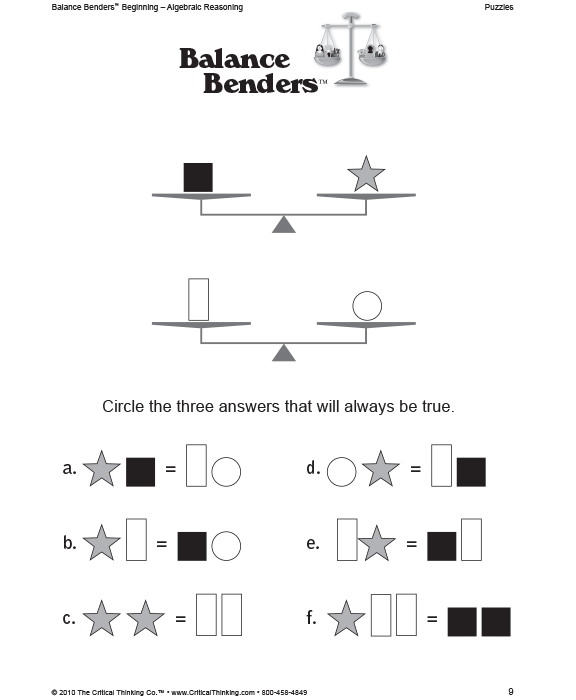 Balance Benders™ Beginning – Algebraic Reasoning
Puzzles
Balance
Benders™
Circle the three answers that will always be true.
a. =
d. =
b. =
e. =
c. =
f. =
© 2010 The Critical Thinking Co.™ • www.CriticalThinking.com • 800-458-4849
9